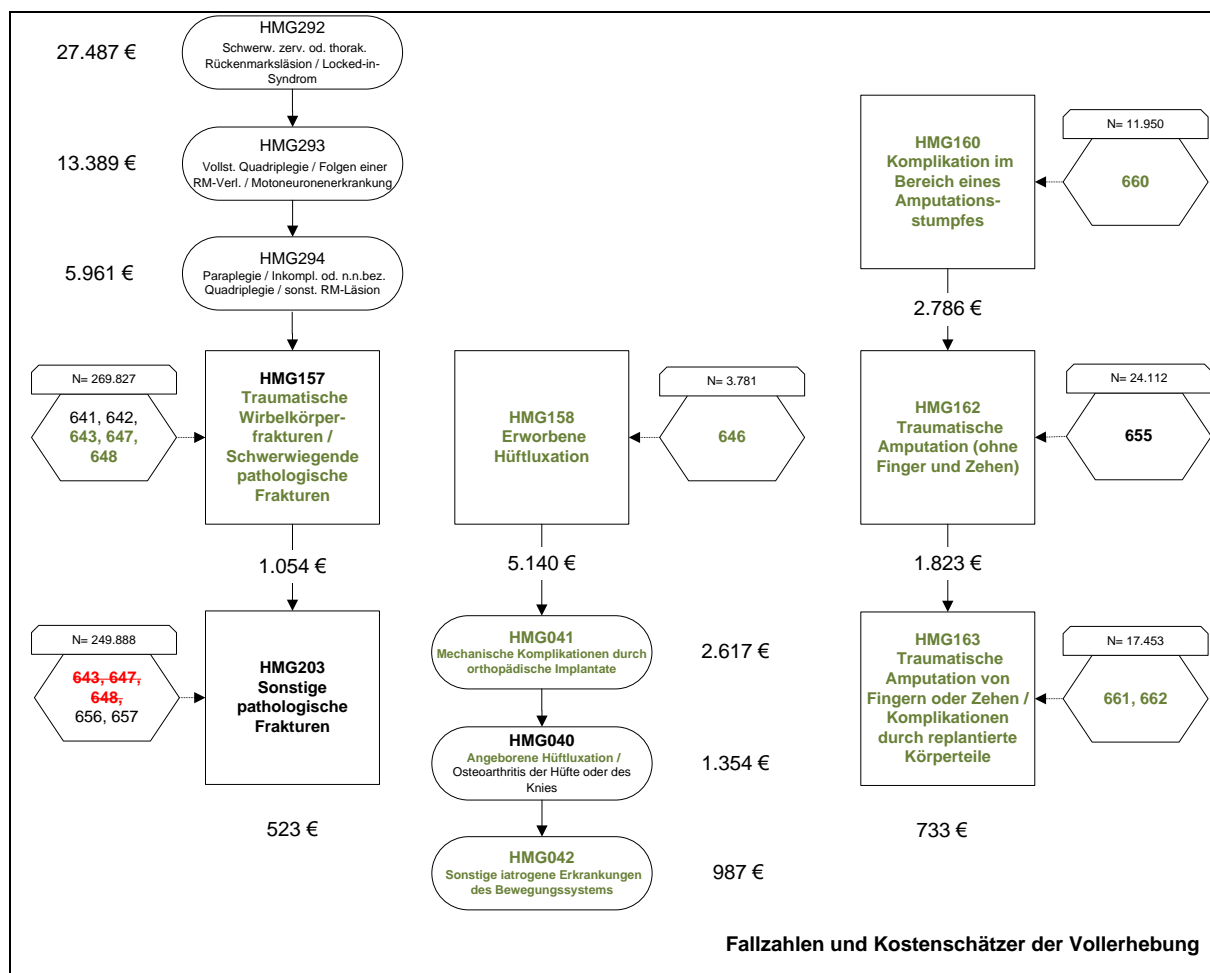 27.487 €
HMG292
Schwerw. zerv. od. thorak.
Rückenmarksläsion / Locked-in-
Syndrom
13.389 €
HMG293
Vollst. Quadriplegie / Folgen einer
RM-Verl. / Motoneuronenerkrankung
5.961 €
HMG294
Paraplegie / Inkompl. od. n.n.bez.
Quadriplegie / sonst. RM-Läsion
N= 269.827
641, 642,
643, 647,
648
HMG157
Traumatische
Wirbelkörper-
frakturen /
Schwerwiegende
pathologische
Frakturen
1.054 €
N= 249.888
643, 647,
648,
656, 657
HMG203
Sonstige
pathologische
Frakturen
523 €
HMG158
Erworbene
Hüftluxation
N= 3.781
646
5.140 €
HMG041
Mechanische Komplikationen durch
orthopädische Implantate
2.617 €
HMG040
Angeborene Hüftluxation /
Osteoarthritis der Hüfte oder des
Knies
1.354 €
HMG042
Sonstige iatrogene Erkrankungen
des Bewegungssystems
987 €
HMG160
Komplikation im
Bereich eines
Amputations-
stumpfes
N= 11.950
660
2.786 €
HMG162
Traumatische
Amputation (ohne
Finger und Zehen)
N= 24.112
655
1.823 €
HMG163
Traumatische
Amputation von
Fingern oder Zehen /
Komplikationen
durch replantierte
Körperteile
N= 17.453
661, 662
733 €
Fallzahlen und Kostenschätzer der Vollerhebung